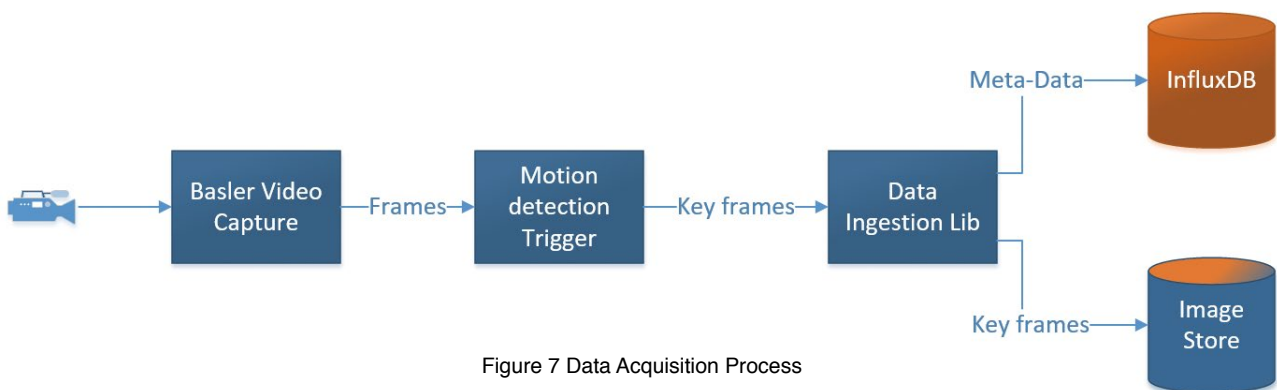 Meta-Data
InfluxDB
Basler Video
Capture
Frames
Motion
detection
Trigger
Key frames
Data
Ingestion Lib
Key frames
Image
Store
Figure 7 Data Acquisition Process